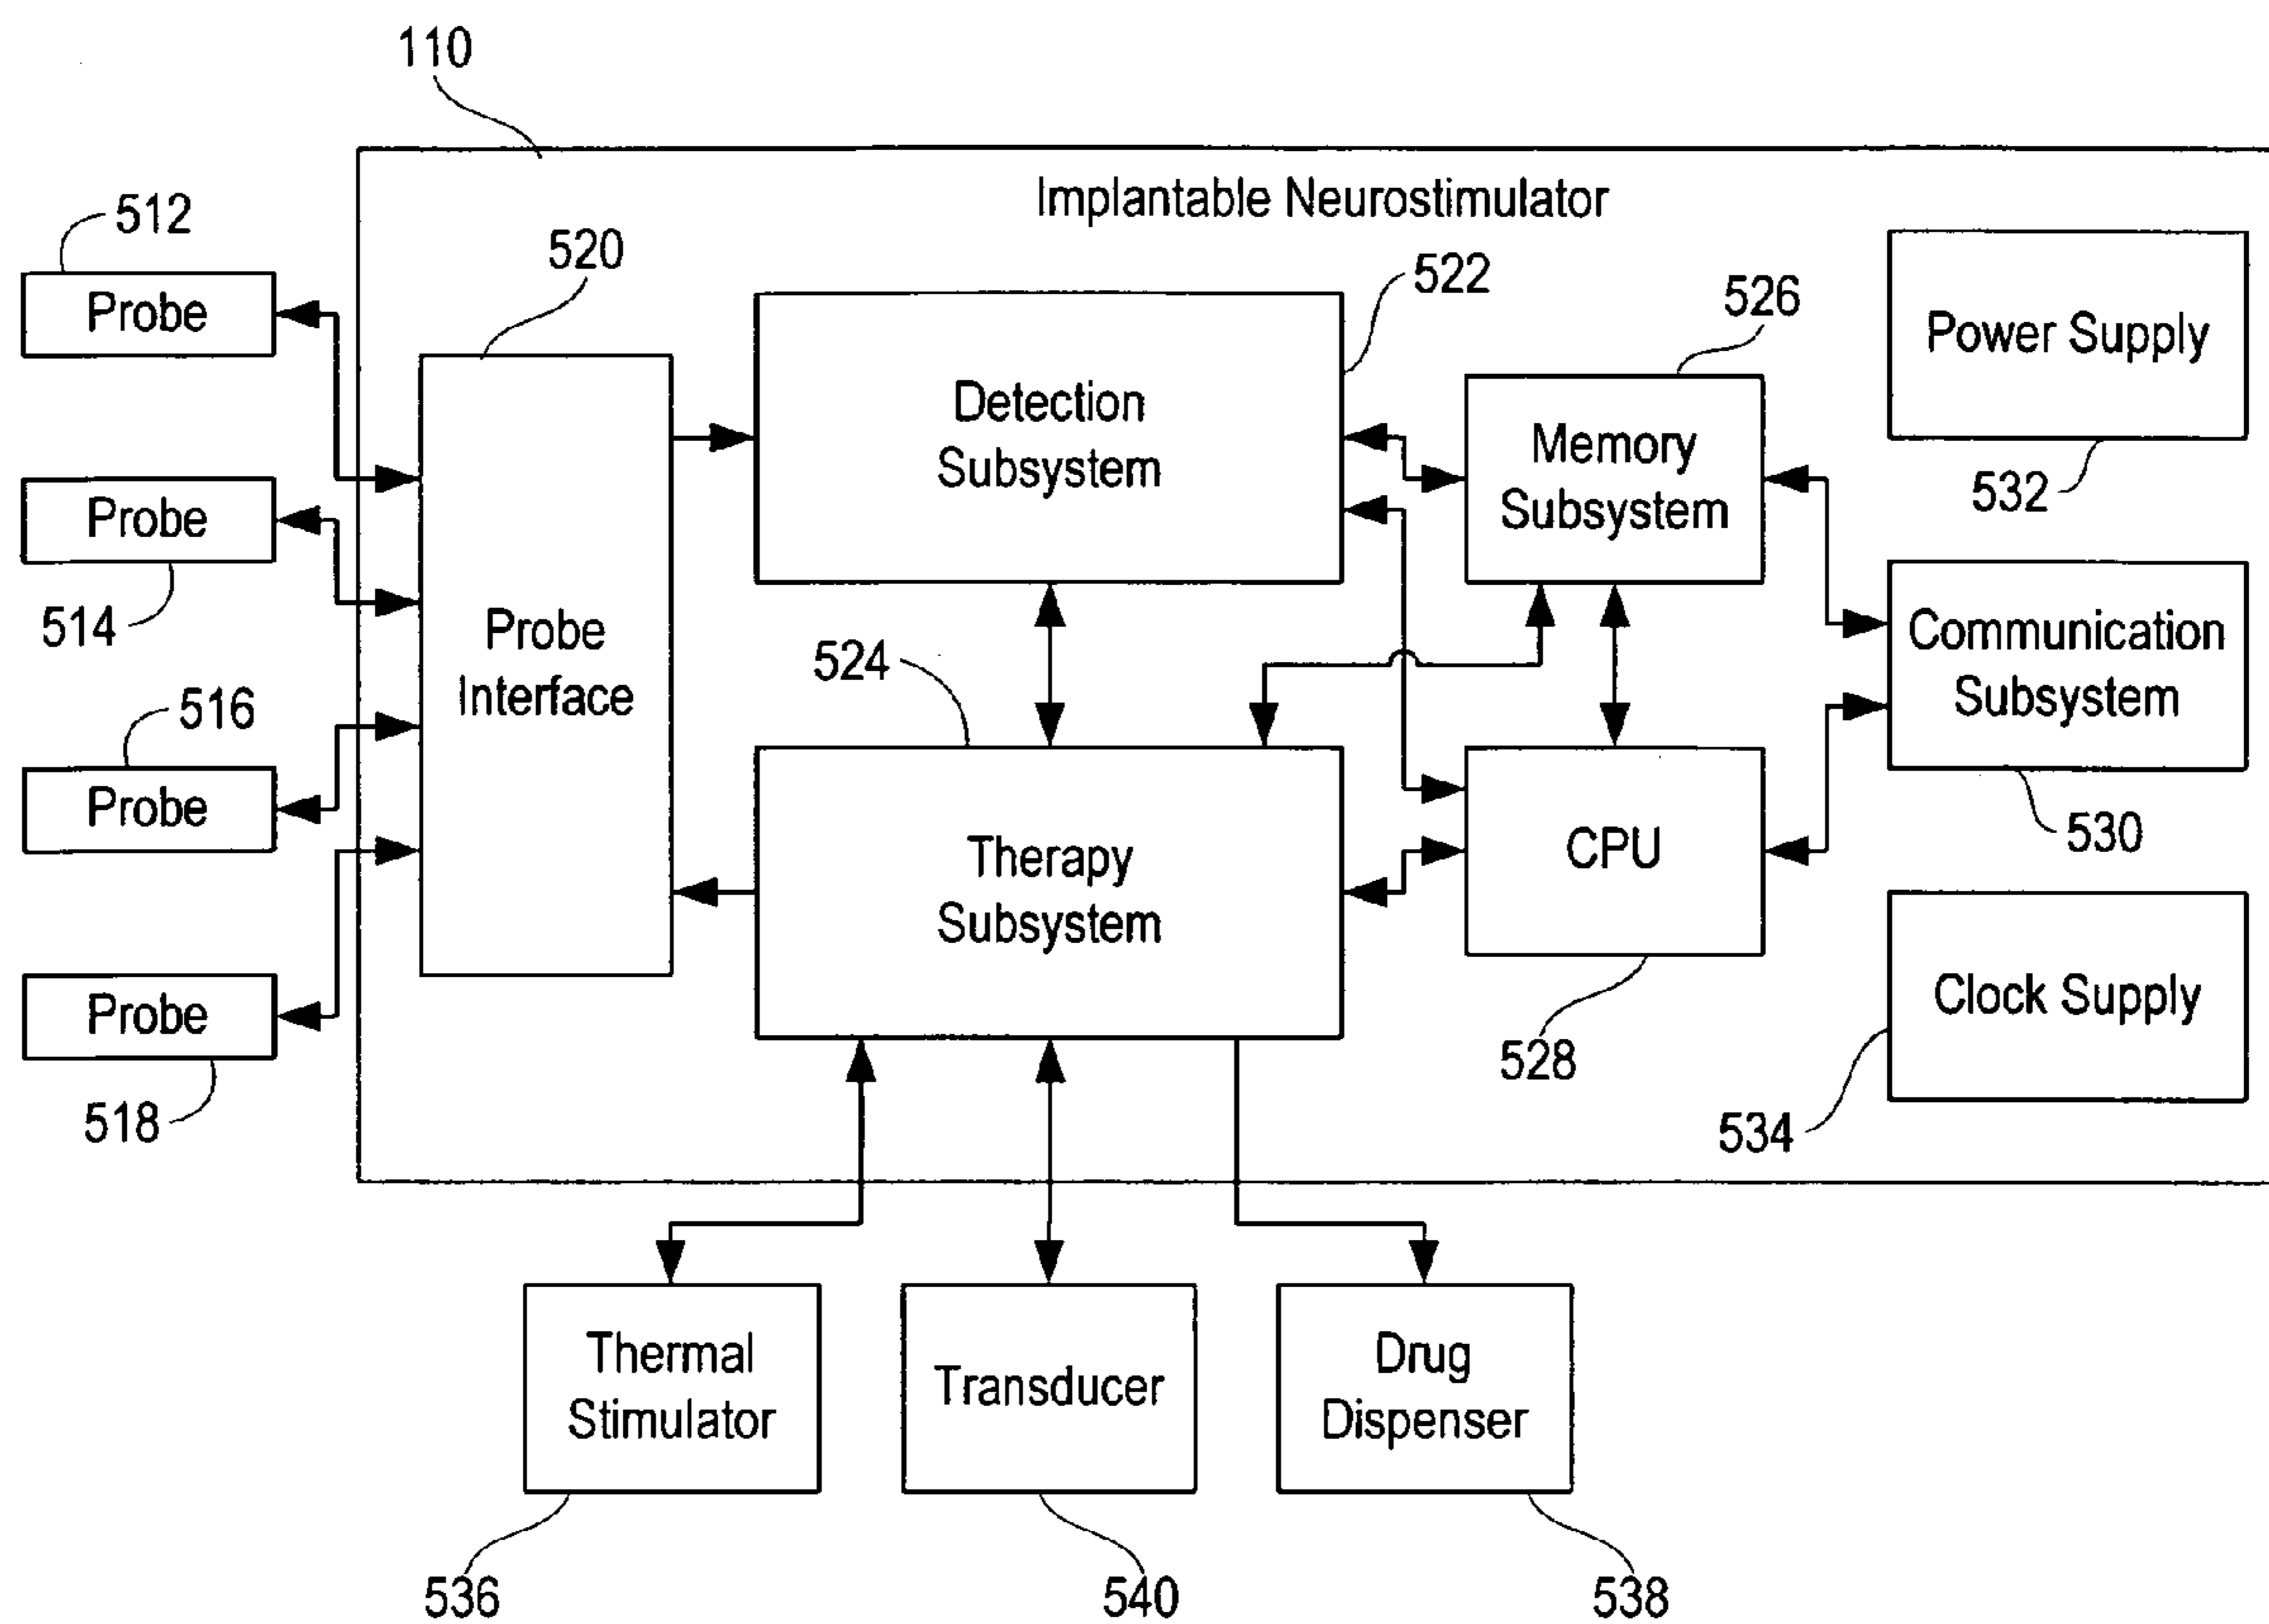 110
Implantable Neurostimulator
512
Probe
514
Probe
516
Probe
518
Probe
520
Probe
Interface
522
Detection
Subsystem
524
Therapy
Subsystem
526
Memory
Subsystem
528
CPU
Power Supply
532
Communication
Subsystem
530
Clock Supply
534
Thermal
Stimulator
536
Transducer
540
Drug
Dispenser
538